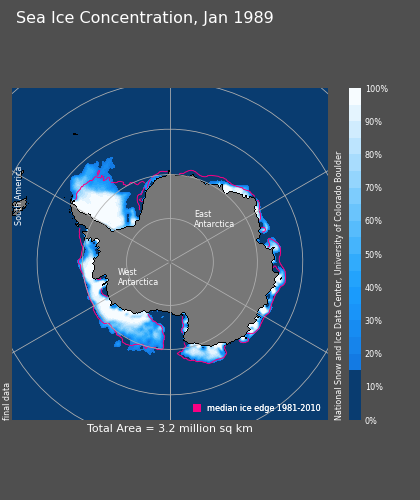 Sea Ice Concentration, Jan 1989
100%
90%
80%
70%
60%
50%
40%
30%
20%
10%
0%
South America
East
Antarctica
West
Antarctica
National Snow and Ice Data Center, University of Colorado Boulder
final data
median ice edge 1981-2010
Total Area = 3.2 million sq km